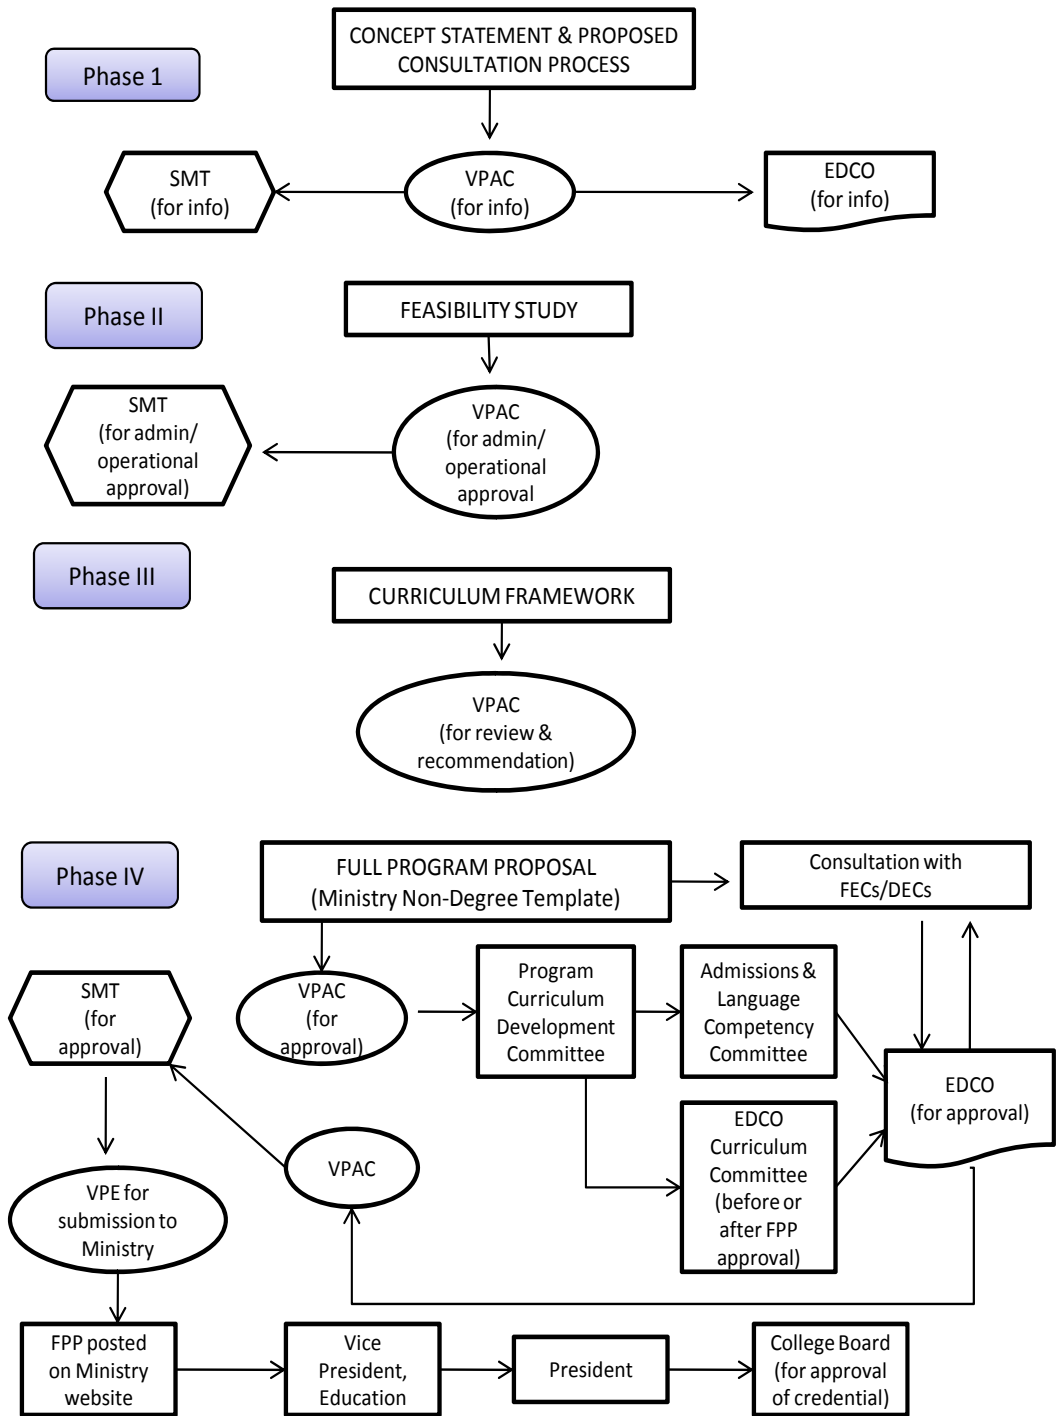 CONCEPT STATEMENT & PROPOSED
CONSULTATION PROCESS
Phase 1
SMT
(for info)
VPAC
(for info)
EDCO
(for info)
Phase II
FEASIBILITY STUDY
SMT
(for admin/
operational
approval)
VPAC
(for admin/
operational
approval
Phase III
CURRICULUM FRAMEWORK
VPAC
(for review &
recommendation)
Phase IV
FULL PROGRAM PROPOSAL
(Ministry Non-Degree Template)
Consultation with
FECs/DECs
SMT
(for
approval)
VPAC
(for
approval)
Program
Curriculum
Development
Committee
Admissions &
Language
Competency
Committee
EDCO
(for approval)
EDCO
Curriculum
Committee
(before or
after FPP
approval)
VPAC
VPE for
submission to
Ministry
FPP posted
on Ministry
website
Vice
President,
Education
President
College Board
(for approval
of credential)